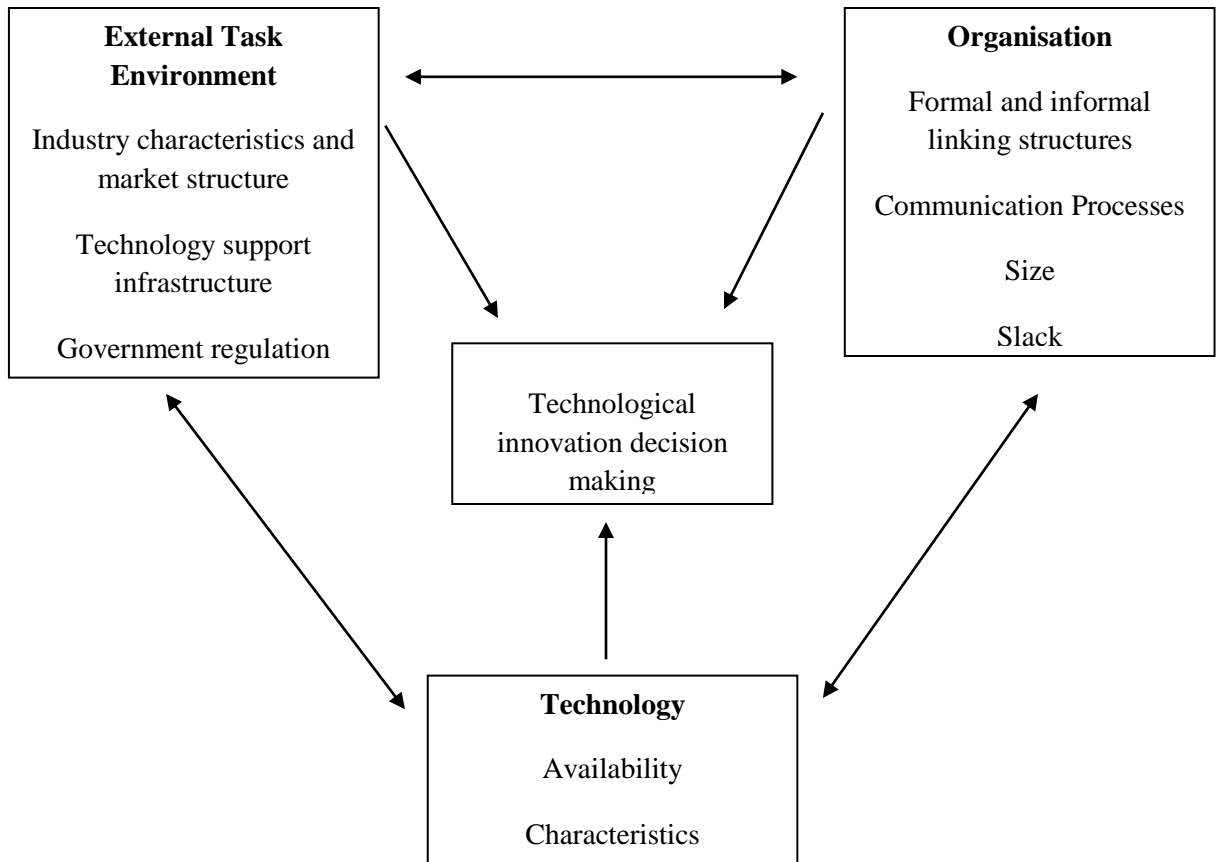 External Task
Environment
Industry characteristics and
market structure
Technology support
infrastructure
Government regulation
Organisation
Formal and informal
linking structures
Communication Processes
Size
Slack
Technological
innovation decision
making
Technology
Availability
Characteristics